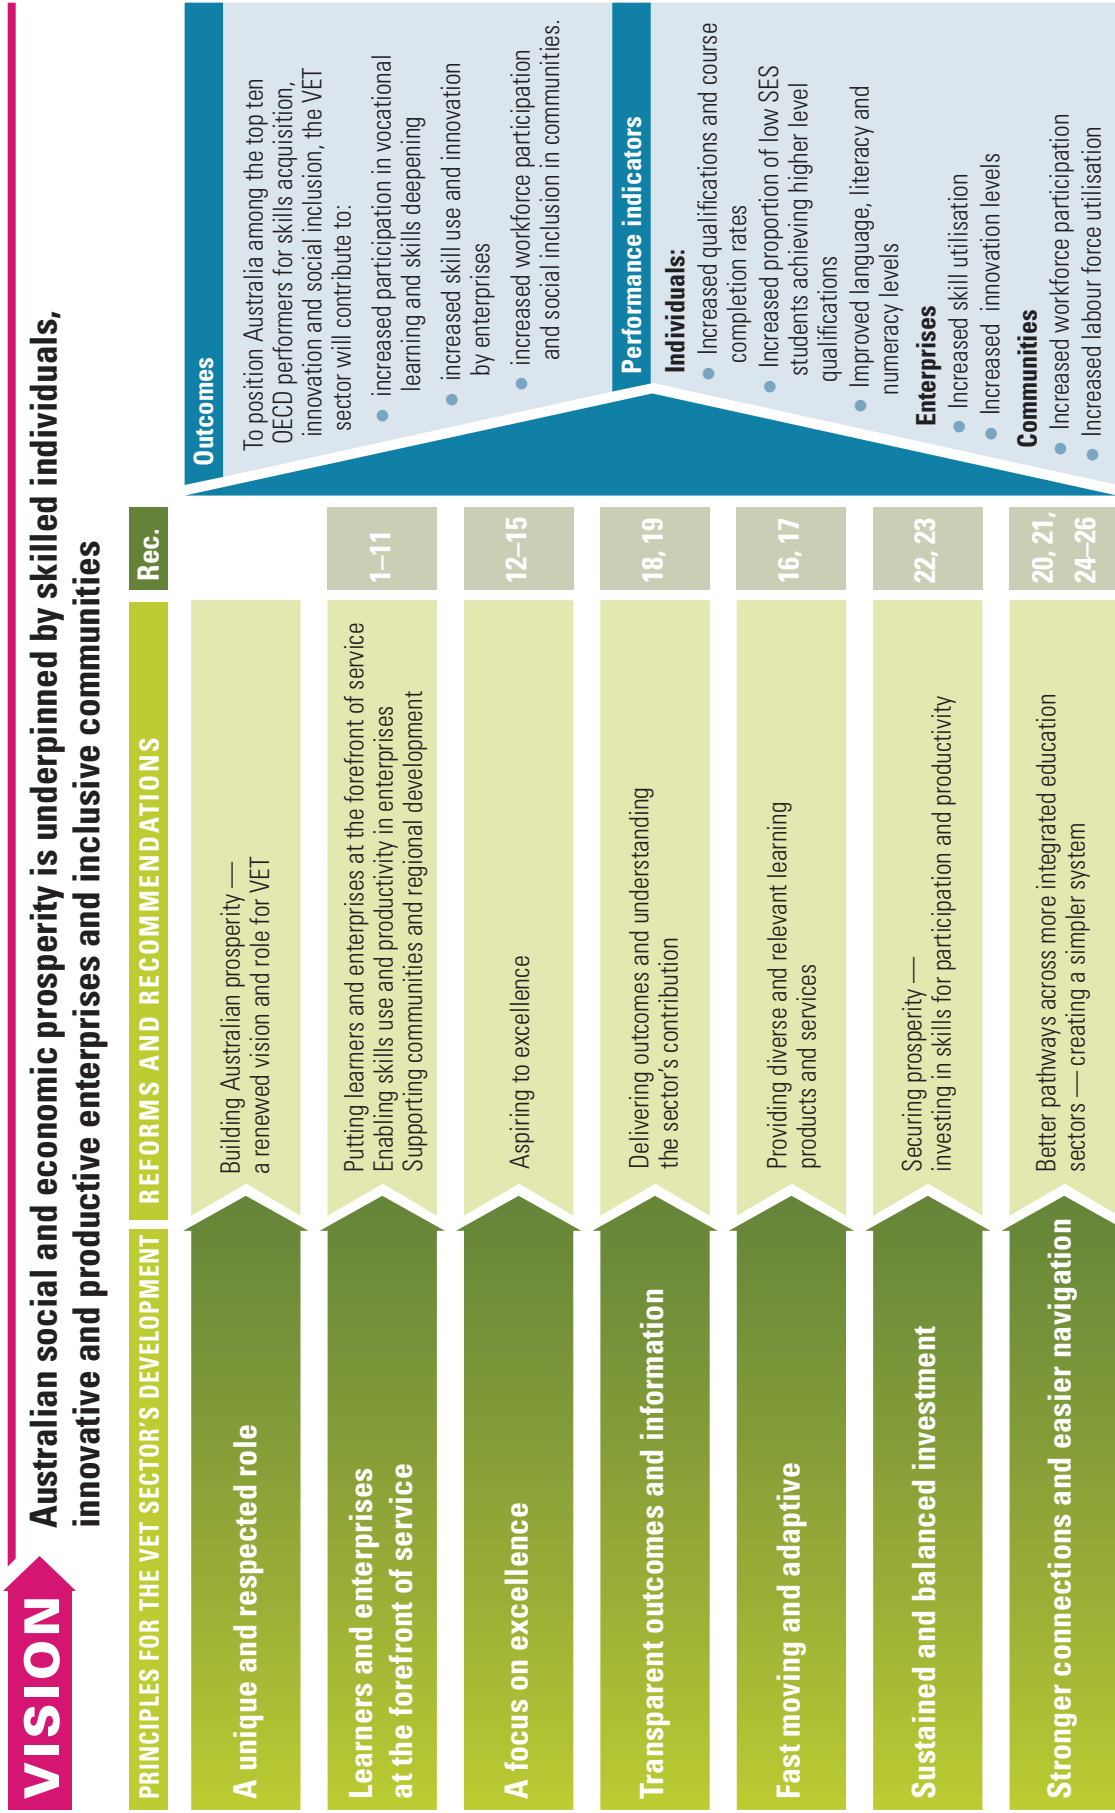 VISION
Australian social and economic prosperity is underpinned by skilled individuals,
innovative and productive enterprises and inclusive communities
PRINCIPLES FOR THE VET SECTOR'S DEVELOPMENT
REFORMS AND RECOMMENDATIONS
Rec.
A unique and respected role
Building Australian prosperity —
a renewed vision and role for VET
Learners and enterprises
at the forefront of service
Putting learners and enterprises at the forefront of service
Enabling skills use and productivity in enterprises
Supporting communities and regional development
1–11
A focus on excellence
Aspiring to excellence
12–15
Transparent outcomes and information
Delivering outcomes and understanding
the sector's contribution
18, 19
Fast moving and adaptive
Providing diverse and relevant learning
products and services
16, 17
Sustained and balanced investment
Securing prosperity —
investing in skills for participation and productivity
22, 23
Stronger connections and easier navigation
Better pathways across more integrated education
sectors — creating a simpler system
20, 21,
24–26
Outcomes
To position Australia among the top ten
OECD performers for skills acquisition,
innovation and social inclusion, the VET
sector will contribute to:
• increased participation in vocational
learning and skills deepening
• increased skill use and innovation
by enterprises
• increased workforce participation
and social inclusion in communities.
Performance indicators
Individuals:
• Increased qualifications and course
completion rates
• Increased proportion of low SES
students achieving higher level
qualifications
• Improved language, literacy and
numeracy levels
Enterprises
• Increased skill utilisation
• Increased innovation levels
Communities
• Increased workforce participation
• Increased labour force utilisation